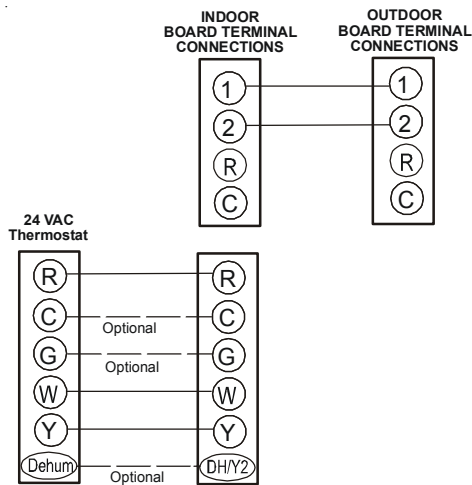 INDOOR
BOARD TERMINAL
CONNECTIONS
OUTDOOR
BOARD TERMINAL
CONNECTIONS
1 1
2 2
R R
C C
24 VAC
Thermostat
R R
C Optional C
G Optional G
W W
Y Y
Dehum Optional DH/Y2